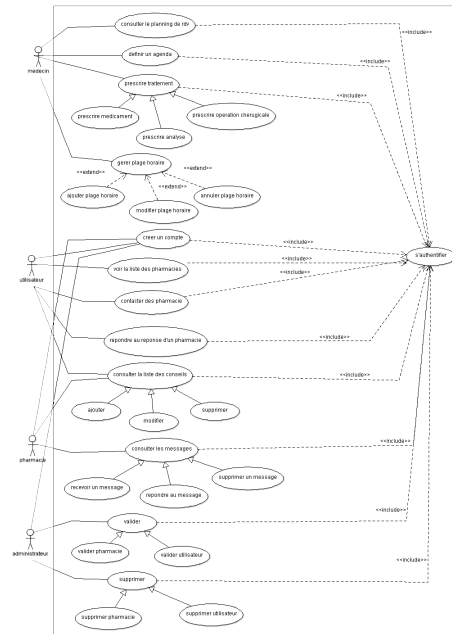 consulter le planning de rdv
<<include>>
definir un agenda
<<include>>
medecin
prescrire traitement
<<include>>
prescrire medicament
prescrire operation cherugicale
prescrire analyse
gerer plage horaire
<<extend>>
<<extend>>
<<extend>>
ajouter plage horaire
annuler plage horaire
modifier plage horaire
creer un compte
<<include>>
s'authentifier
utilisateur
voir la liste des pharmacies
<<include>>
<<include>>
contacter des pharmacie
repondre au reponse d'un pharmacie
<<include>>
consulter la liste des conseils
<<include>>
ajouter
supprimer
modifier
pharmacie
consulter les messages
<<include>>
supprimer un message
recevoir un message
repondre au message
<<include>>
valider
administrateur
valider pharmacie
valider utilisateur
<<include>>
supprimer
supprimer pharmacie
supprimer utilisateur